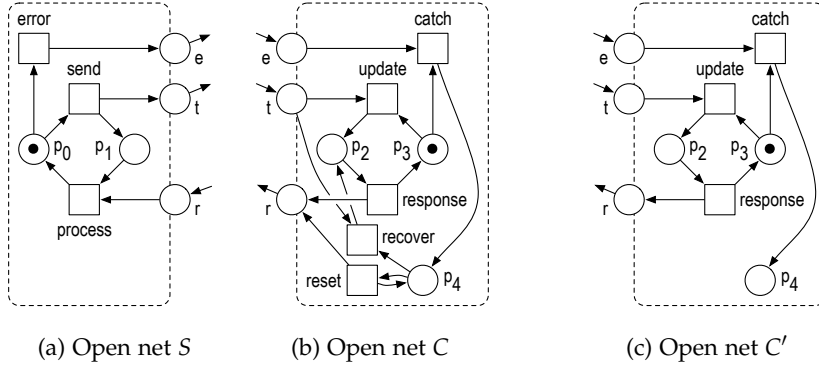 error
e
send
t
p0
p1
r
process
(a) Open net S
catch
e
update
t
p2
p3
r
response
recover
reset
p4
(b) Open net C
catch
e
update
t
p2
p3
r
response
p4
(c) Open net C′